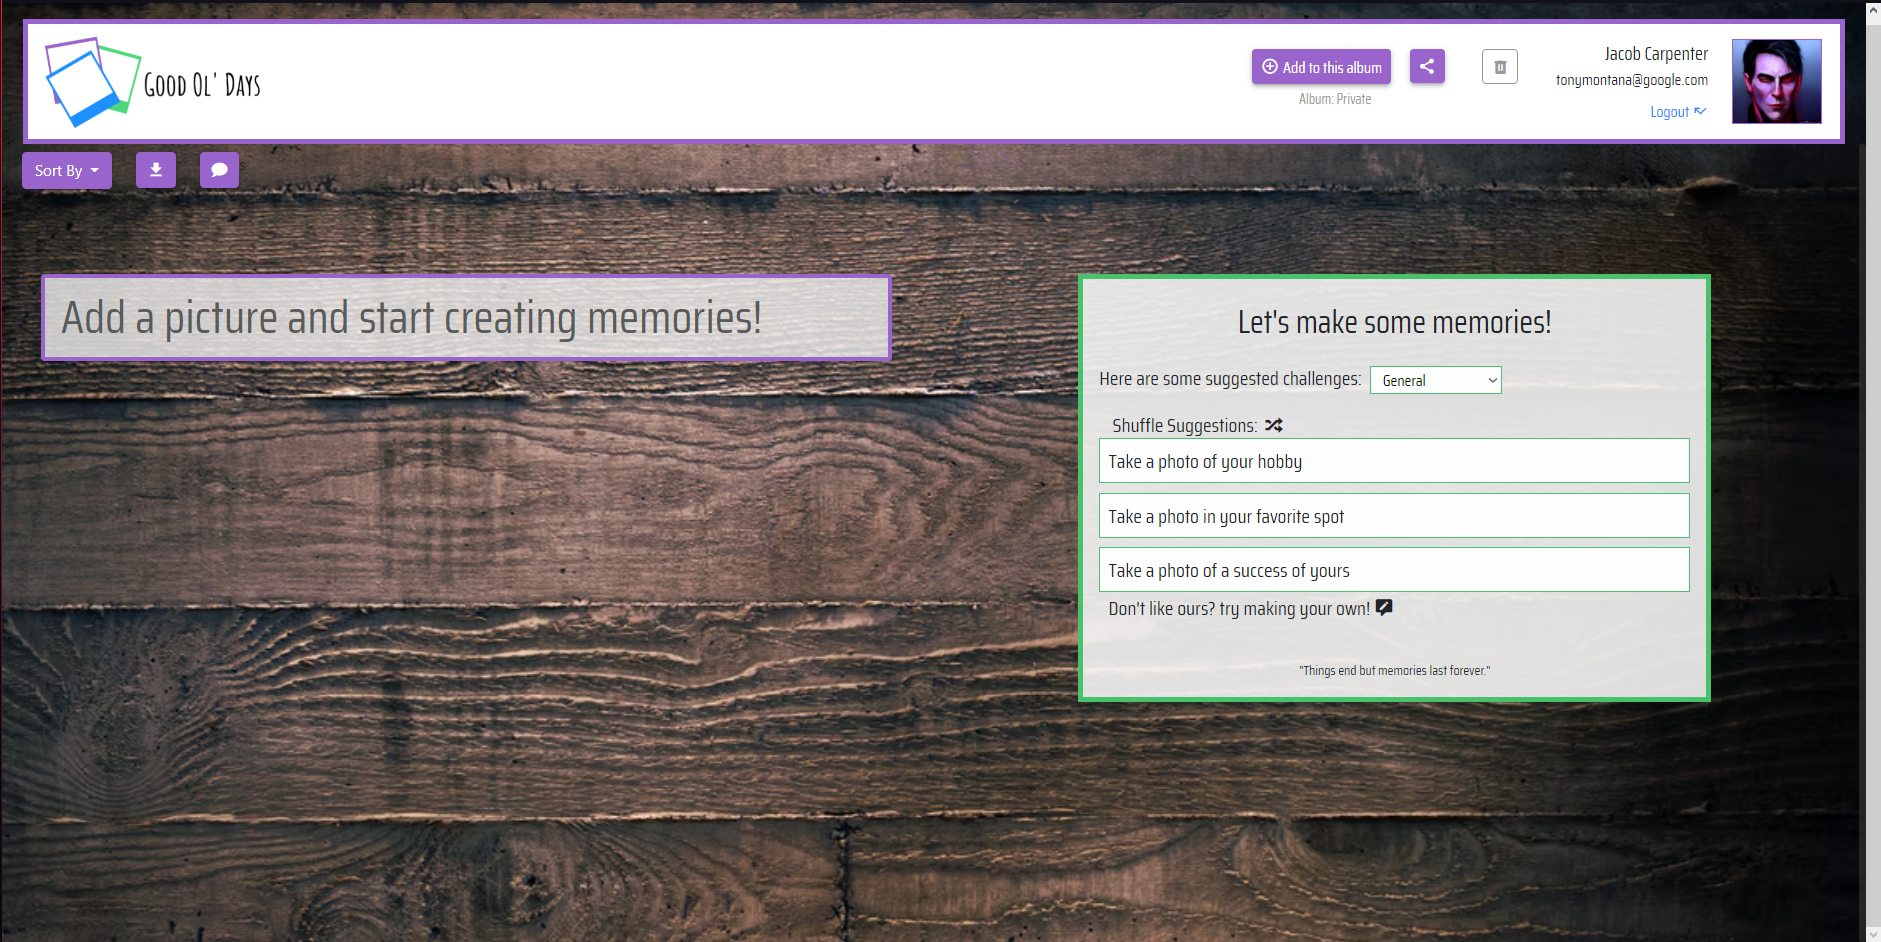 Good Ol' Days
Add to this album
Album: Private
Jacob Carpenter
tonymontana@google.com
Logout
Sort By
Add a picture and start creating memories!
Let's make some memories!
Here are some suggested challenges: General
Shuffle Suggestions:
Take a photo of your hobby
Take a photo in your favorite spot
Take a photo of a success of yours
Don't like ours? try making your own!
"Things end but memories last forever."